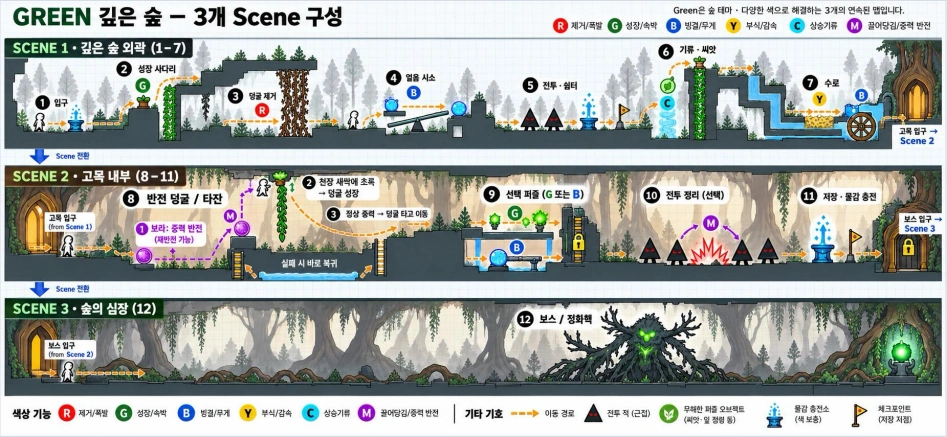 GREEN 깊은 숲 – 3개 Scene 구성
Green은 숲 테마 · 다양한 색으로 해결하는 3개의 연속된 맵입니다.
R 제거/폭발 G 성장/속박 B 빙결/무게 Y 부식/감속 C 상승기류 M 끌어당김/중력 반전
SCENE 1 · 깊은 숲 외곽 (1-7)
1 입구
2 성장 사다리
G
3 덩굴 제거
R
4 얼음 시소
B
5 전투 · 쉼터
6 기류 · 씨앗
C
7 수로
Y
B
고목 입구 →
Scene 2
Scene 전환
SCENE 2 · 고목 내부 (8-11)
고목 입구
(from Scene 1)
8 반전 덩굴 / 타잔
1 보라: 중력 반전
(재반전 가능)
M
2 천장 새싹에 초록
→ 덩굴 성장
3 정상 중력 → 덩굴 타고 이동
실패 시 바로 복귀
9 선택 퍼즐 (G 또는 B)
G
B
10 전투 정리 (선택)
M
11 저장 · 물감 충전
보스 입구 →
Scene 3
Scene 전환
SCENE 3 · 숲의 심장 (12)
보스 입구
(from Scene 2)
12 보스 / 정화핵
색상 기능 R 제거/폭발 G 성장/속박 B 빙결/무게 Y 부식/감속 C 상승기류 M 끌어당김/중력 반전
기타 기호 이동 경로 전투 적 (근접) 무해한 퍼즐 오브젝트
(씨앗·잎 정령 등)
물감 충전소
(색 보충)
체크포인트
(저장 지점)